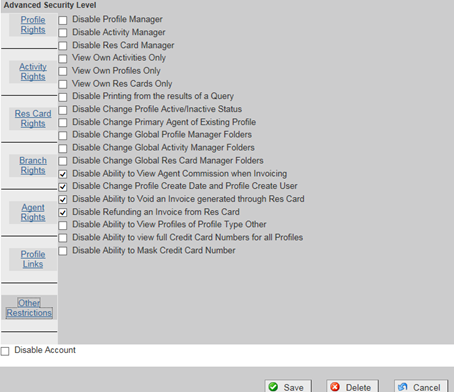 Advanced Security Level
Profile
Rights
Activity
Rights
Res Card
Rights
Branch
Rights
Agent
Rights
Profile
Links
Other
Restrictions
Disable Profile Manager
Disable Activity Manager
Disable Res Card Manager
View Own Activities Only
View Own Profiles Only
View Own Res Cards Only
Disable Printing from the results of a Query
Disable Change Profile Active/Inactive Status
Disable Change Primary Agent of Existing Profile
Disable Change Global Profile Manager Folders
Disable Change Global Activity Manager Folders
Disable Change Global Res Card Manager Folders
Disable Ability to View Agent Commission when Invoicing
Disable Change Profile Create Date and Profile Create User
Disable Ability to Void an Invoice generated through Res Card
Disable Refunding an Invoice from Res Card
Disable Ability to View Profiles of Profile Type Other
Disable Ability to view full Credit Card Numbers for all Profiles
Disable Ability to Mask Credit Card Number
Disable Account
Save Delete Cancel